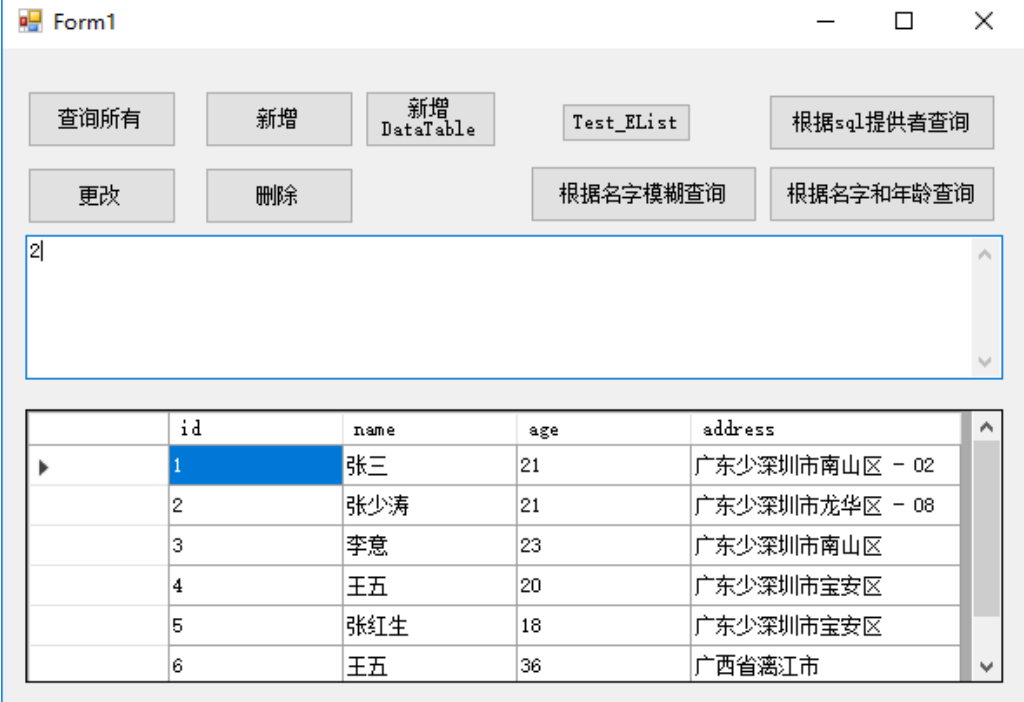 Form1
查询所有
新增
新增
DataTable
Test_EList
根据sql提供者查询
更改
删除
根据名字模糊查询
根据名字和年龄查询
2
id name age address
1 张三 21 广东少深圳市南山区 - 02
2 张少涛 21 广东少深圳市龙华区 - 08
3 李意 23 广东少深圳市南山区
4 王五 20 广东少深圳市宝安区
5 张红生 18 广东少深圳市宝安区
6 王五 36 广西省漓江市